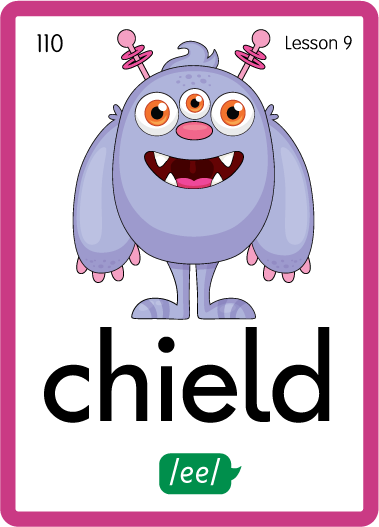 110
Lesson 9
chield
/ee/